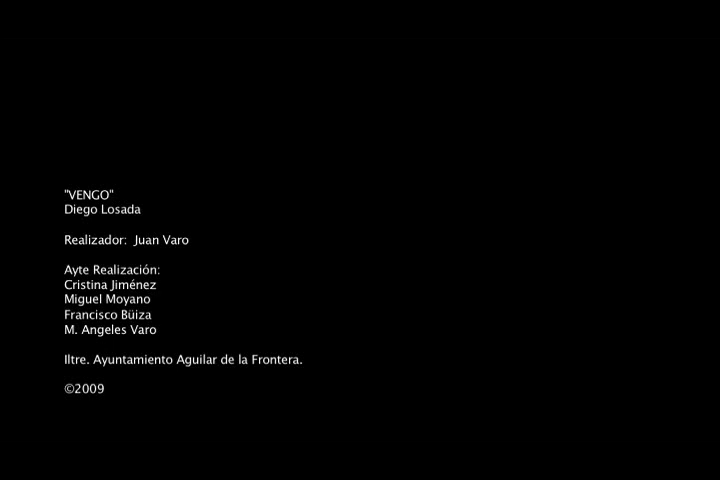 "VENGO"
Diego Losada
Realizador:  Juan Varo
Ayte Realización:
Cristina Jiménez
Miguel Moyano
Francisco Büiza
M. Angeles Varo
Iltre. Ayuntamiento Aguilar de la Frontera.
©2009